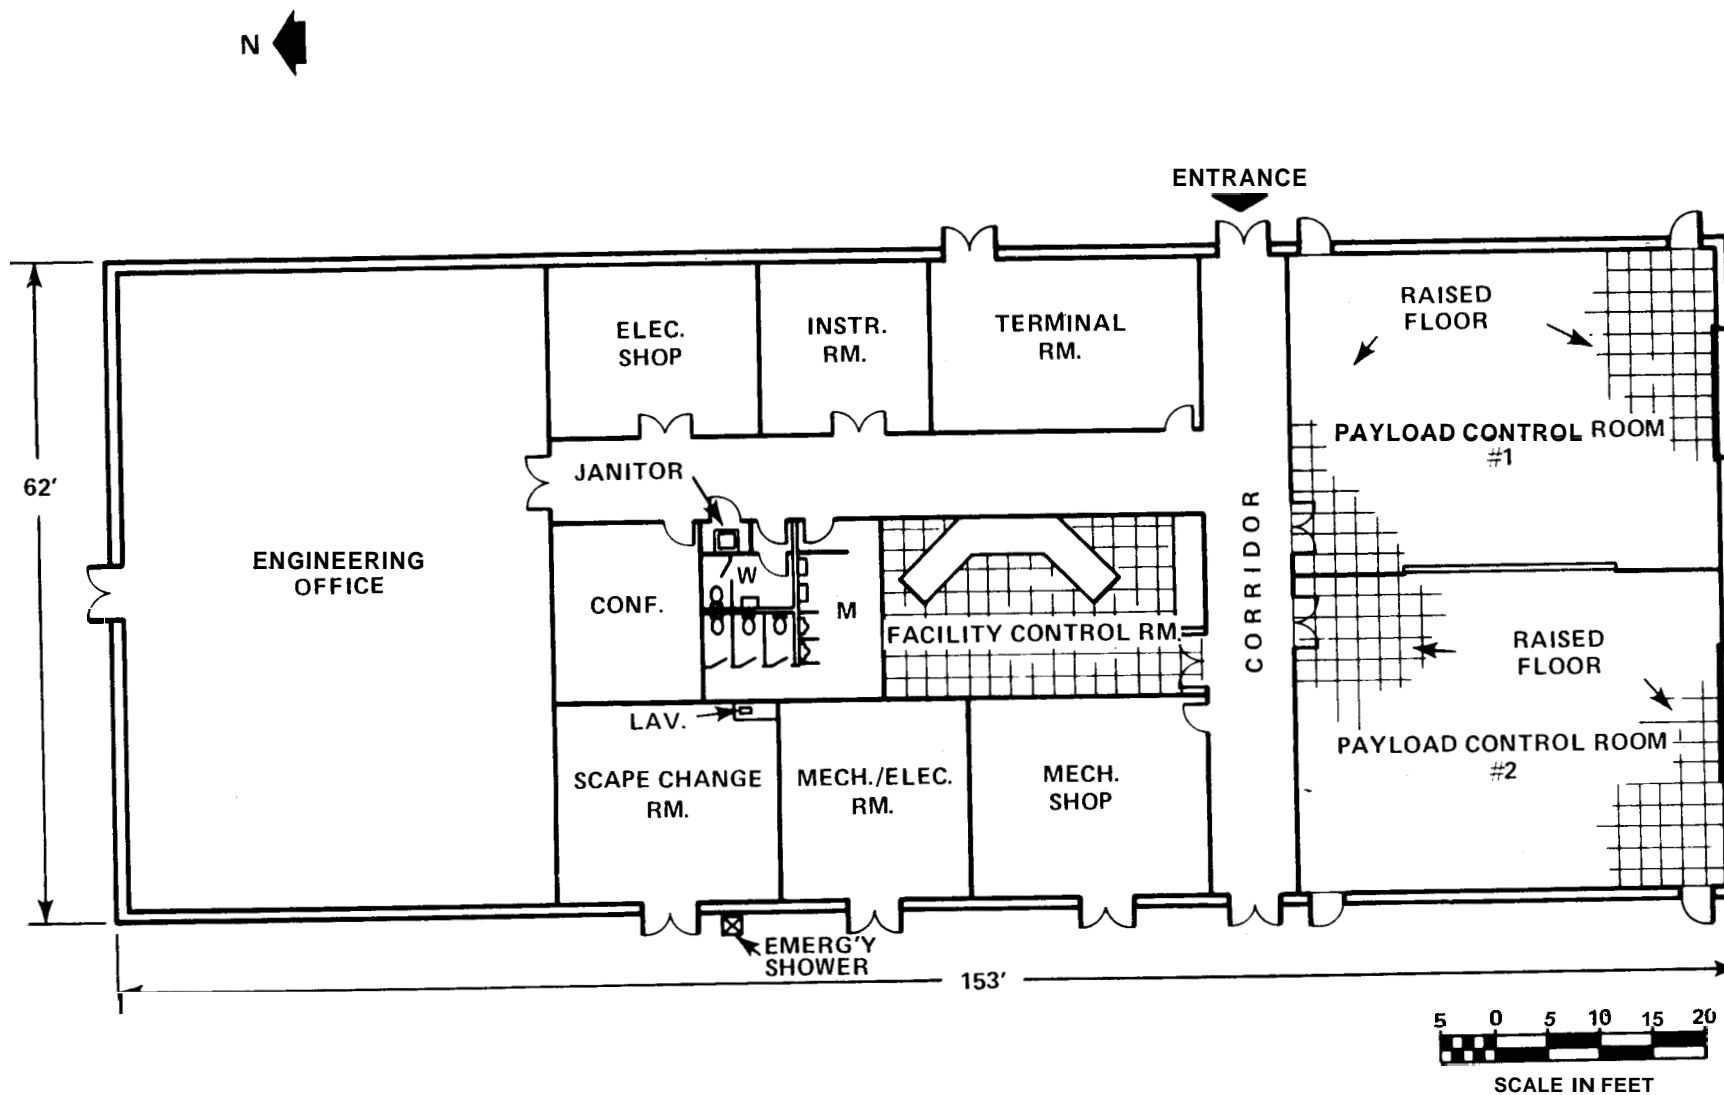 N
ENTRANCE
ELEC.
SHOP
INSTR.
RM.
TERMINAL
RM.
RAISED
FLOOR
PAYLOAD CONTROL ROOM
#1
JANITOR
62'
ENGINEERING
OFFICE
CONF.
W
M
FACILITY CONTROL RM.
CORRIDOR
RAISED
FLOOR
LAV.
SCAPE CHANGE
RM.
MECH./ELEC.
RM.
MECH.
SHOP
PAYLOAD CONTROL ROOM
#2
EMERG'Y
SHOWER
153'
5 0 5 10 15 20
SCALE IN FEET